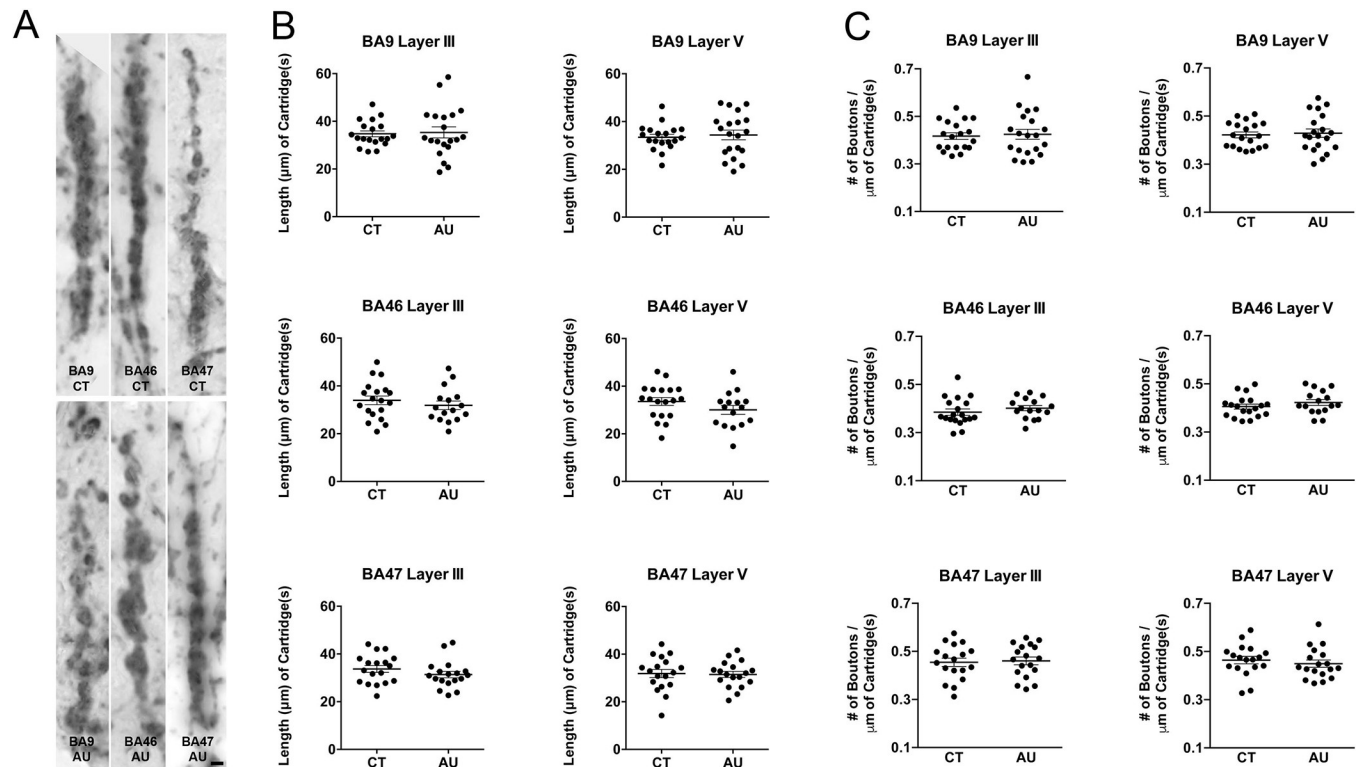 A
BA9
CT
BA46
CT
BA47
CT
BA9
AU
BA46
AU
BA47
AU
B
BA9 Layer III
Length (μm) of Cartridge(s)
60
40
20
0
CT
AU
BA9 Layer V
Length (μm) of Cartridge(s)
60
40
20
0
CT
AU
BA46 Layer III
Length (μm) of Cartridge(s)
60
40
20
0
CT
AU
BA46 Layer V
Length (μm) of Cartridge(s)
60
40
20
0
CT
AU
BA47 Layer III
Length (μm) of Cartridge(s)
60
40
20
0
CT
AU
BA47 Layer V
Length (μm) of Cartridge(s)
60
40
20
0
CT
AU
C
BA9 Layer III
# of Boutons /
μm of Cartridge(s)
0.7
0.5
0.3
0.1
CT
AU
BA9 Layer V
# of Boutons /
μm of Cartridge(s)
0.7
0.5
0.3
0.1
CT
AU
BA46 Layer III
# of Boutons /
μm of Cartridge(s)
0.7
0.5
0.3
0.1
CT
AU
BA46 Layer V
# of Boutons /
μm of Cartridge(s)
0.7
0.5
0.3
0.1
CT
AU
BA47 Layer III
# of Boutons /
μm of Cartridge(s)
0.7
0.5
0.3
0.1
CT
AU
BA47 Layer V
# of Boutons /
μm of Cartridge(s)
0.7
0.5
0.3
0.1
CT
AU